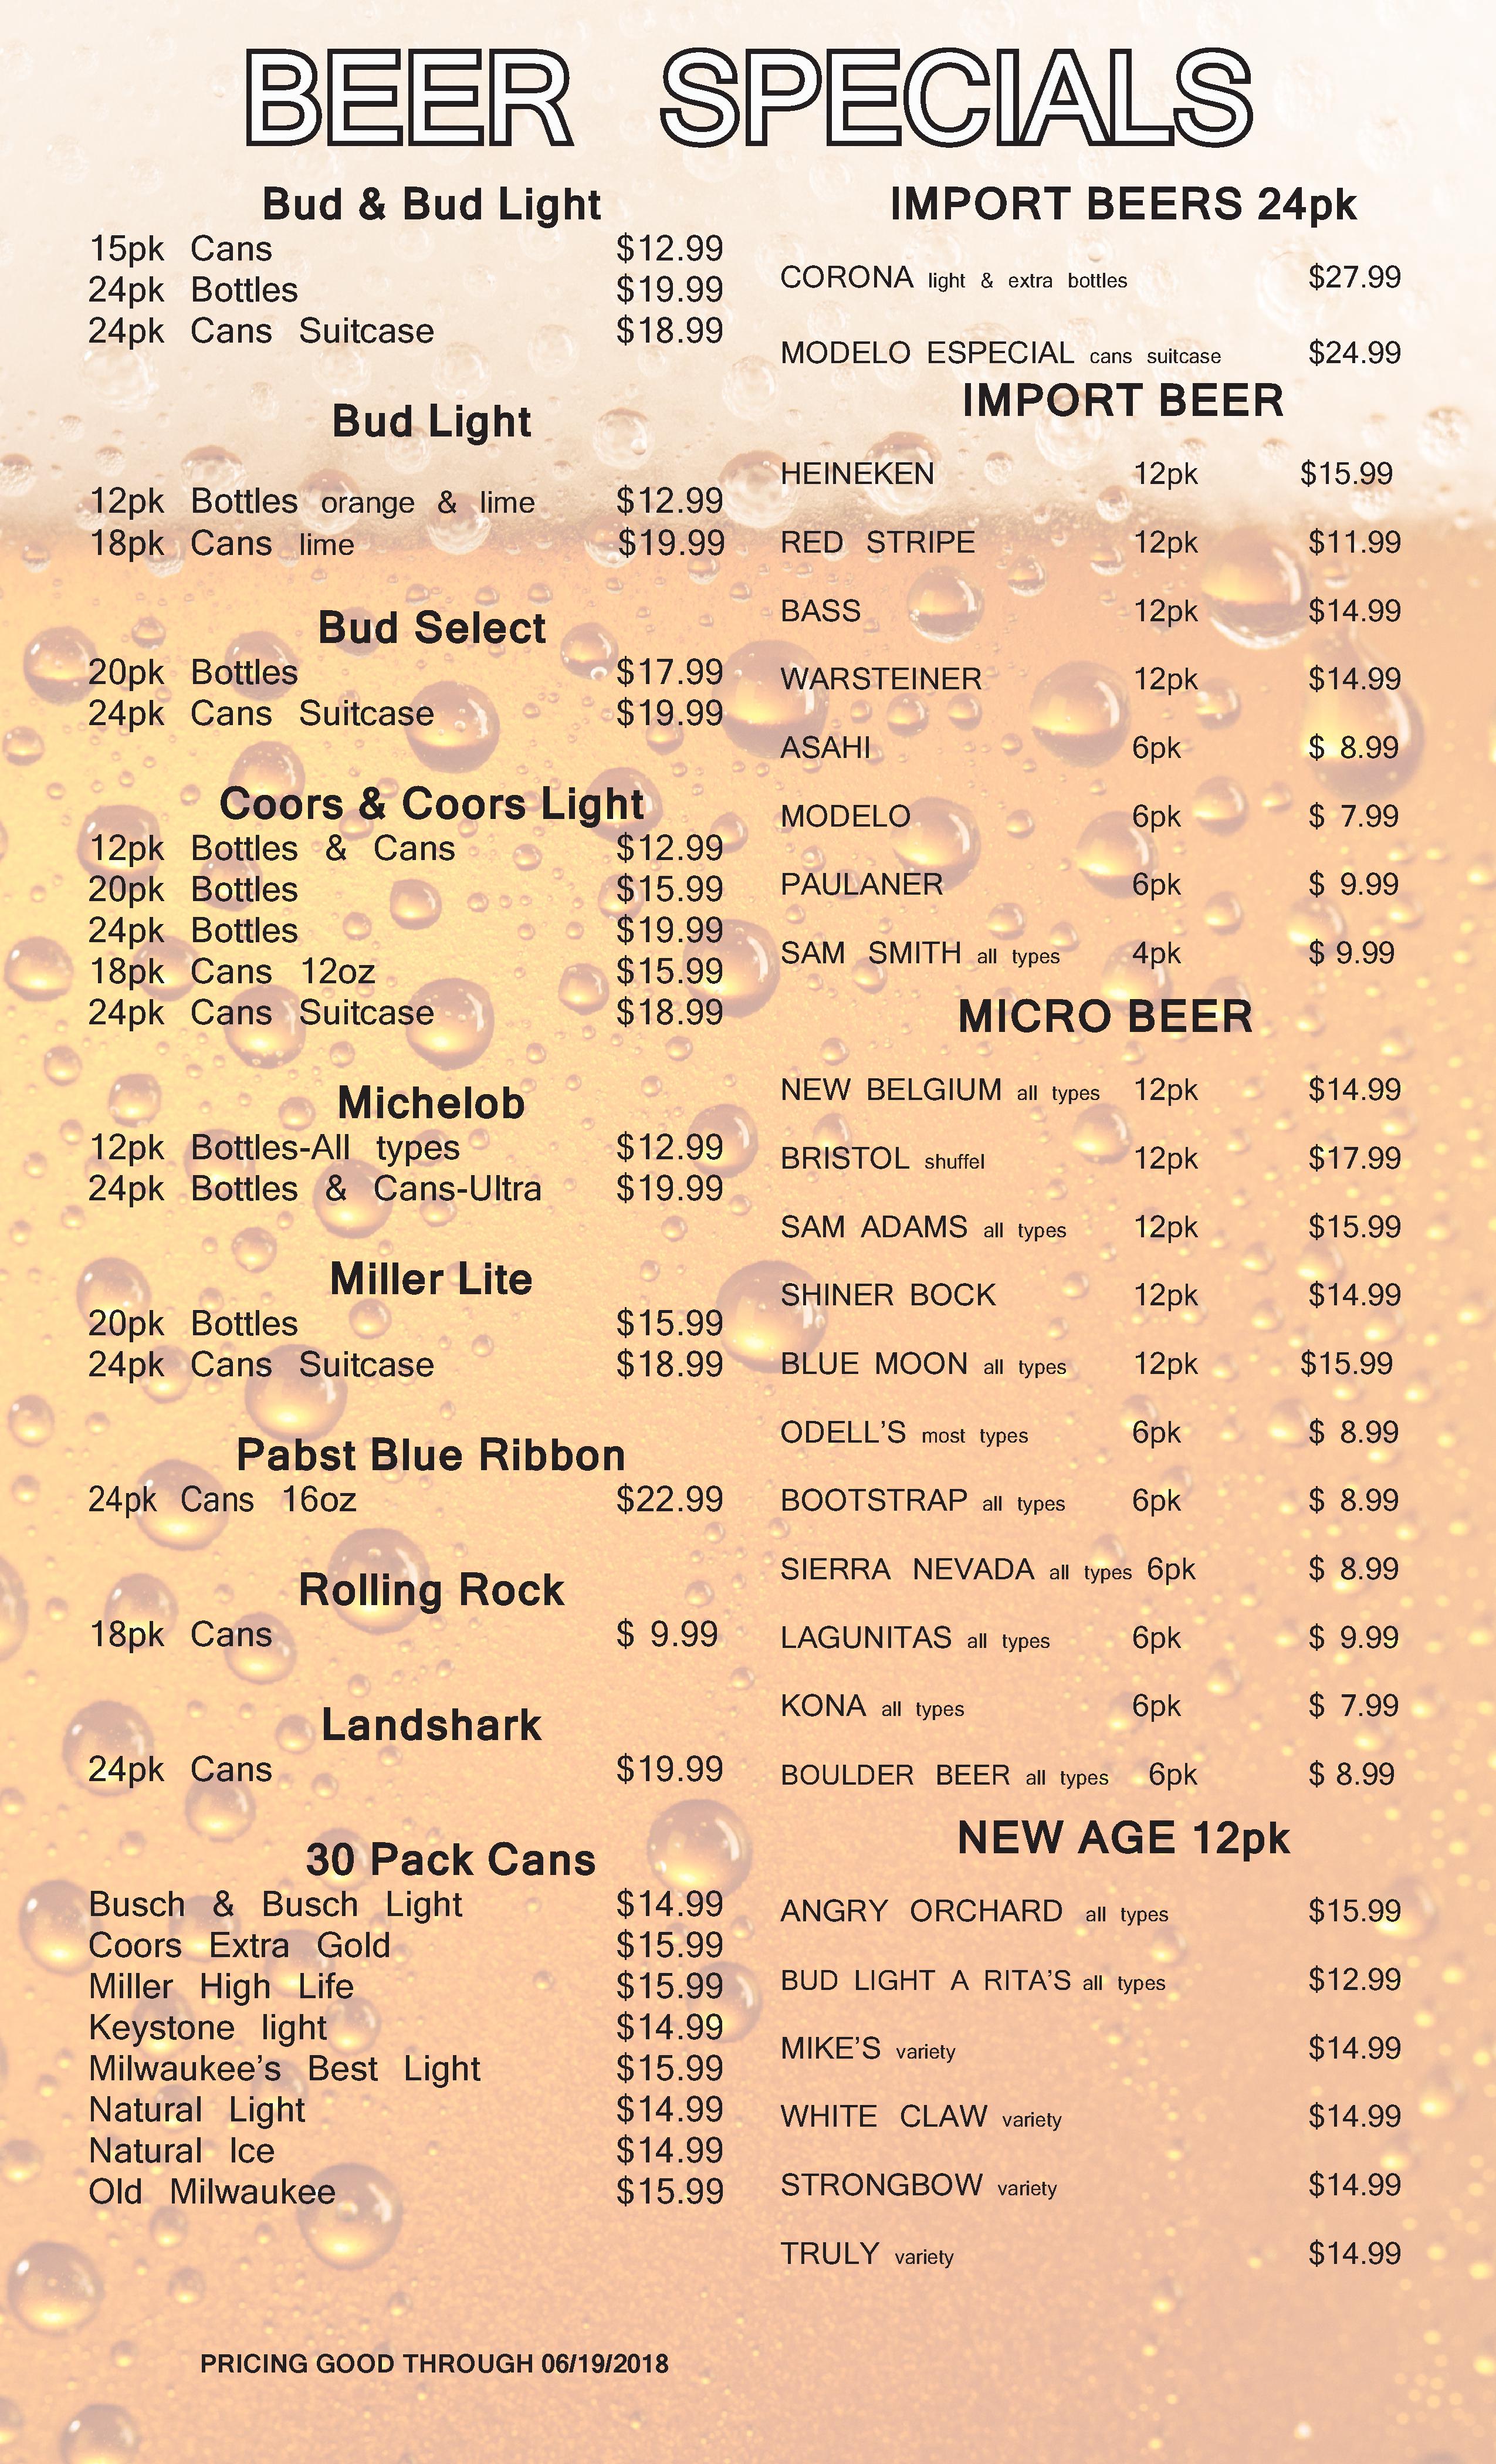 BEER SPECIALS
Bud & Bud Light
15pk Cans $12.99
24pk Bottles $19.99
24pk Cans Suitcase $18.99
Bud Light
12pk Bottles orange & lime $12.99
18pk Cans lime $19.99
Bud Select
20pk Bottles $17.99
24pk Cans Suitcase $19.99
Coors & Coors Light
12pk Bottles & Cans $12.99
20pk Bottles $15.99
24pk Bottles $19.99
18pk Cans 12oz $15.99
24pk Cans Suitcase $18.99
Michelob
12pk Bottles-All types $12.99
24pk Bottles & Cans-Ultra $19.99
Miller Lite
20pk Bottles $15.99
24pk Cans Suitcase $18.99
Pabst Blue Ribbon
24pk Cans 16oz $22.99
Rolling Rock
18pk Cans $ 9.99
Landshark
24pk Cans $19.99
30 Pack Cans
Busch & Busch Light $14.99
Coors Extra Gold $15.99
Miller High Life $15.99
Keystone light $14.99
Milwaukee's Best Light $15.99
Natural Light $14.99
Natural Ice $14.99
Old Milwaukee $15.99
PRICING GOOD THROUGH 06/19/2018
IMPORT BEERS 24pk
CORONA light & extra bottles $27.99
MODELO ESPECIAL cans suitcase $24.99
IMPORT BEER
HEINEKEN 12pk $15.99
RED STRIPE 12pk $11.99
BASS 12pk $14.99
WARSTEINER 12pk $14.99
ASAHI 6pk $ 8.99
MODELO 6pk $ 7.99
PAULANER 6pk $ 9.99
SAM SMITH all types 4pk $ 9.99
MICRO BEER
NEW BELGIUM all types 12pk $14.99
BRISTOL shuffel 12pk $17.99
SAM ADAMS all types 12pk $15.99
SHINER BOCK 12pk $14.99
BLUE MOON all types 12pk $15.99
ODELL'S most types 6pk $ 8.99
BOOTSTRAP all types 6pk $ 8.99
SIERRA NEVADA all types 6pk $ 8.99
LAGUNITAS all types 6pk $ 9.99
KONA all types 6pk $ 7.99
BOULDER BEER all types 6pk $ 8.99
NEW AGE 12pk
ANGRY ORCHARD all types $15.99
BUD LIGHT A RITA'S all types $12.99
MIKE'S variety $14.99
WHITE CLAW variety $14.99
STRONGBOW variety $14.99
TRULY variety $14.99